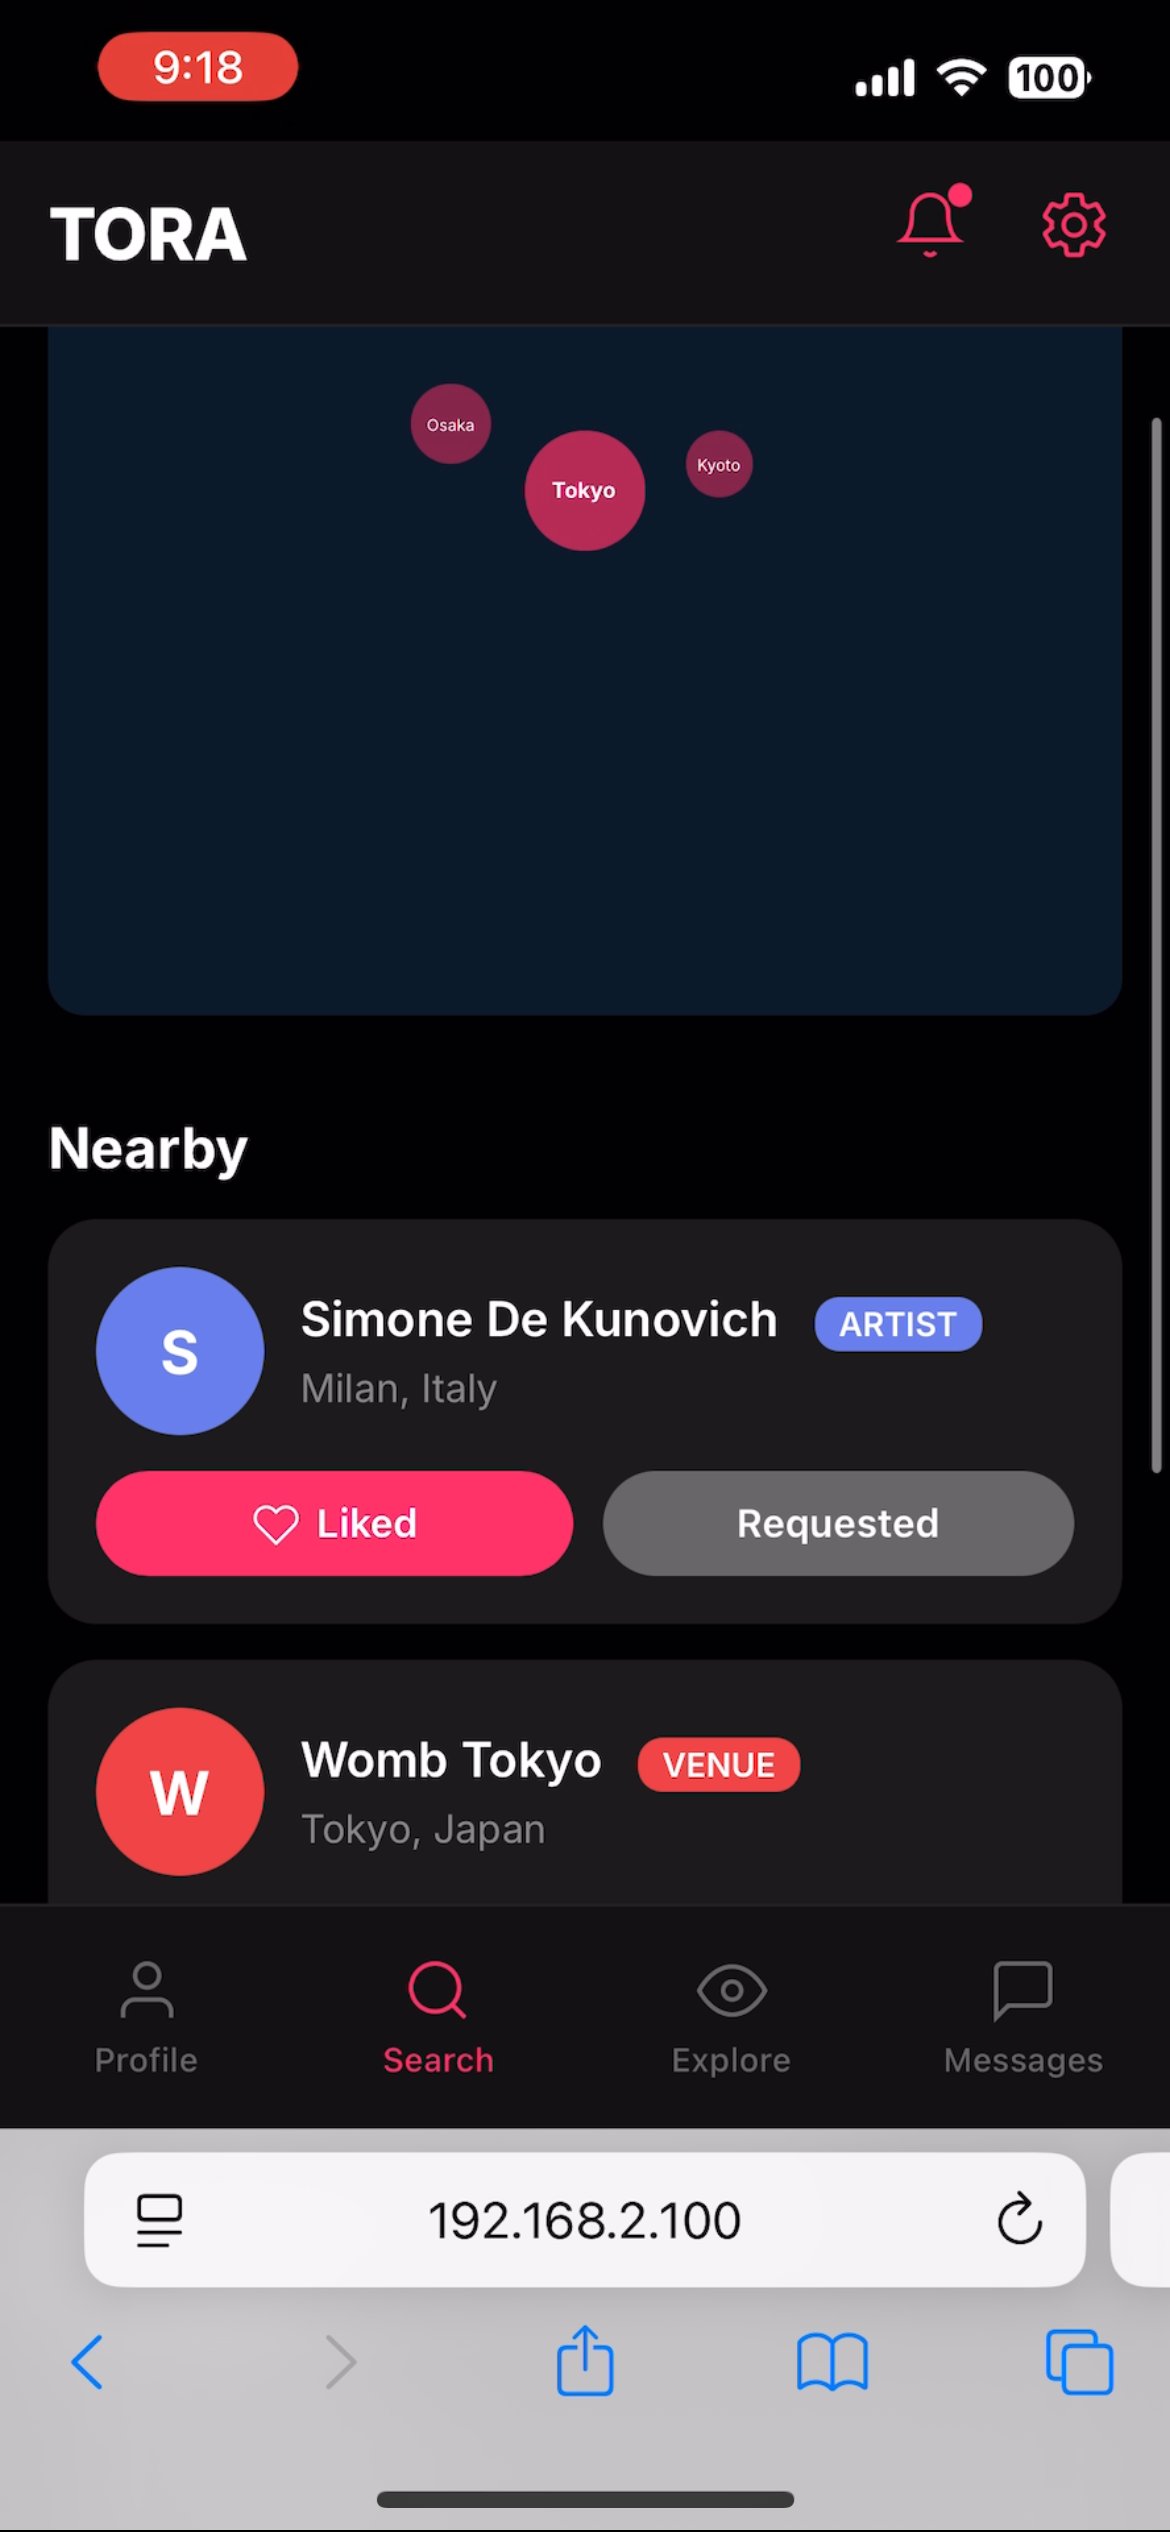 9:18
100
TORA
Osaka
Tokyo
Kyoto
Nearby
S
Simone De Kunovich
ARTIST
Milan, Italy
Liked
Requested
W
Womb Tokyo
VENUE
Tokyo, Japan
Profile
Search
Explore
Messages
192.168.2.100